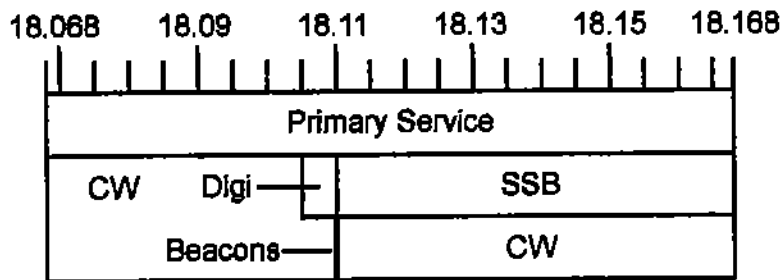 18.068 18.09 18.11 18.13 18.15 18.168
Primary Service
CW Digi SSB
Beacons CW